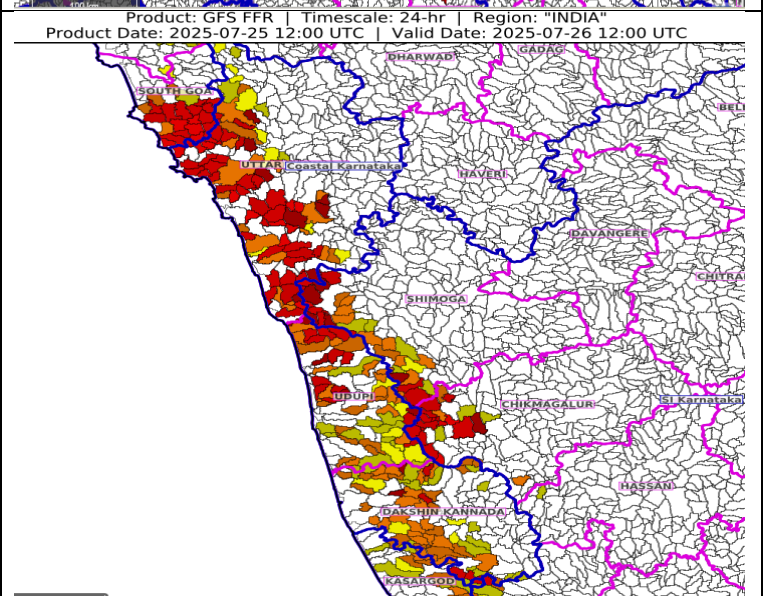 Product: GFS FFR | Timescale: 24-hr | Region: "INDIA"
Product Date: 2025-07-25 12:00 UTC | Valid Date: 2025-07-26 12:00 UTC
GADAG
DHARWAD
SOUTH GOA
BELL
UTTAR
Coastal Karnataka
HAVERI
DAVANGERE
CHITRA
SHIMOGA
UDUPI
CHIKMAGALUR
SI Karnataka
HASSAN
DAKSHIN KANNADA
KASARGOD